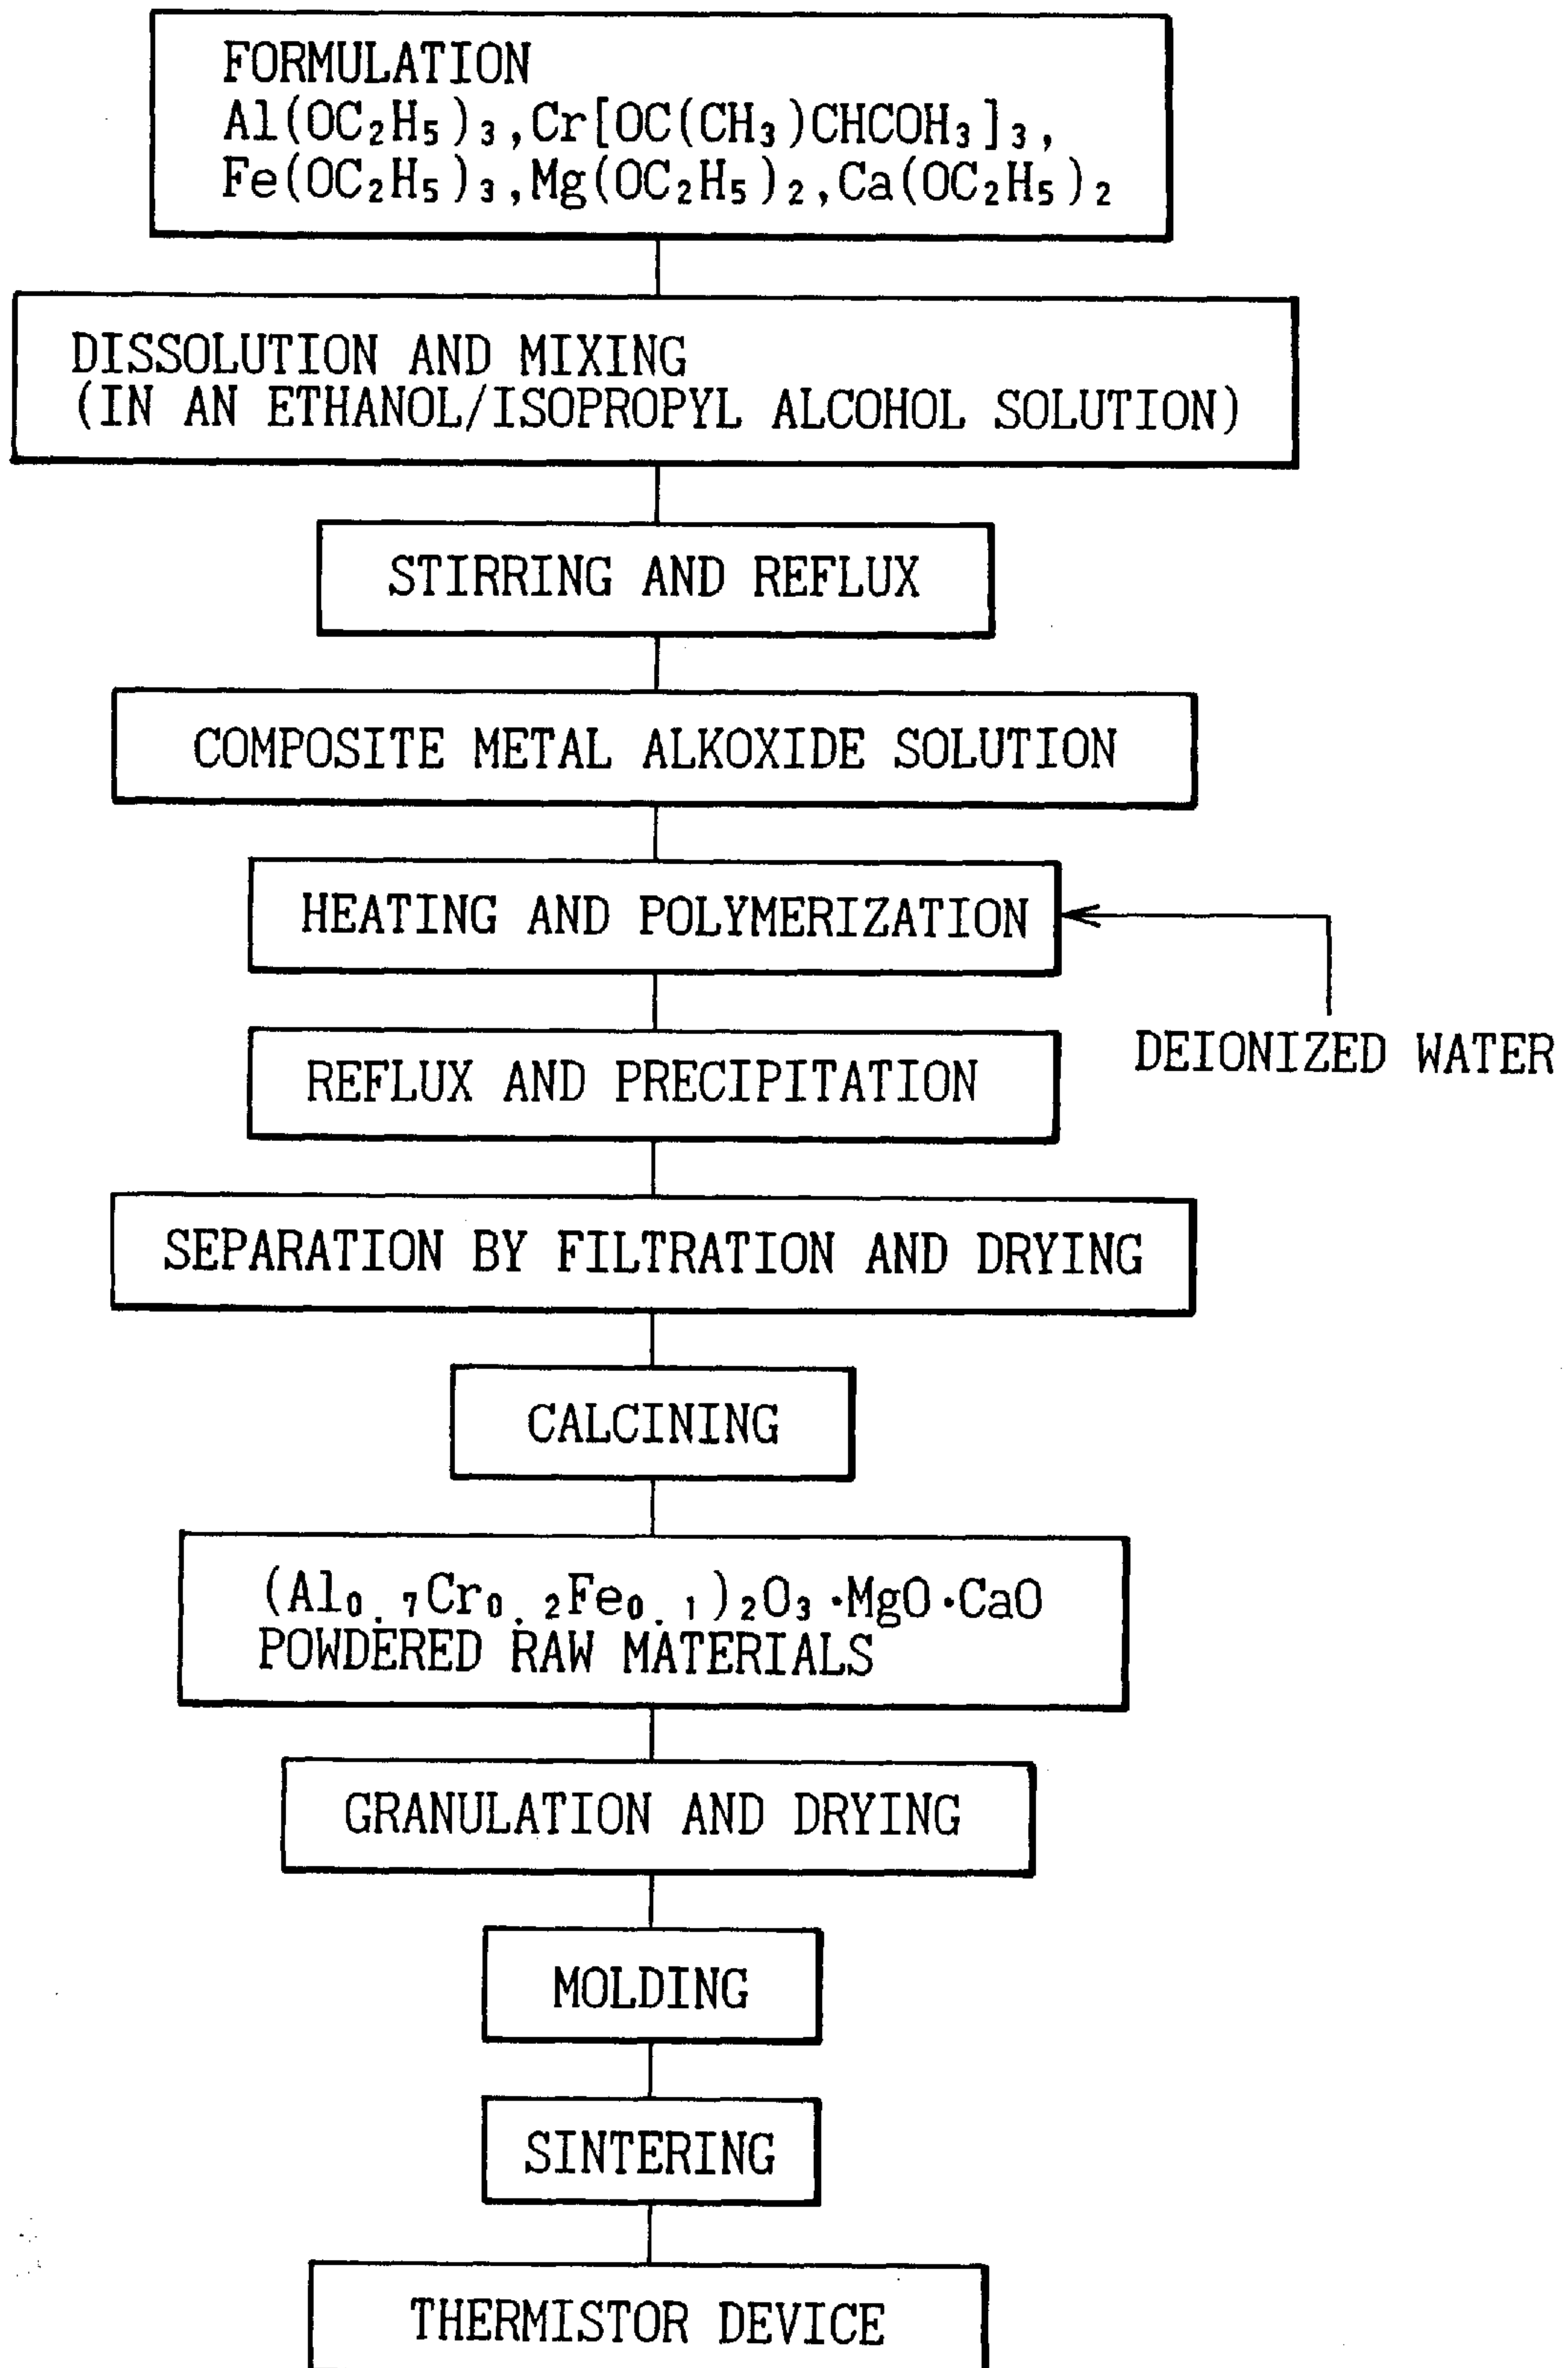 FORMULATION
Al(OC₂H₅)₃,Cr[OC(CH₃)CHCOH₃]₃,
Fe(OC₂H₅)₃,Mg(OC₂H₅)₂,Ca(OC₂H₅)₂
DISSOLUTION AND MIXING
(IN AN ETHANOL/ISOPROPYL ALCOHOL SOLUTION)
STIRRING AND REFLUX
COMPOSITE METAL ALKOXIDE SOLUTION
HEATING AND POLYMERIZATION
DEIONIZED WATER
REFLUX AND PRECIPITATION
SEPARATION BY FILTRATION AND DRYING
CALCINING
(Al₀.₇Cr₀.₂Fe₀.₁)₂O₃·MgO·CaO
POWDERED RAW MATERIALS
GRANULATION AND DRYING
MOLDING
SINTERING
THERMISTOR DEVICE